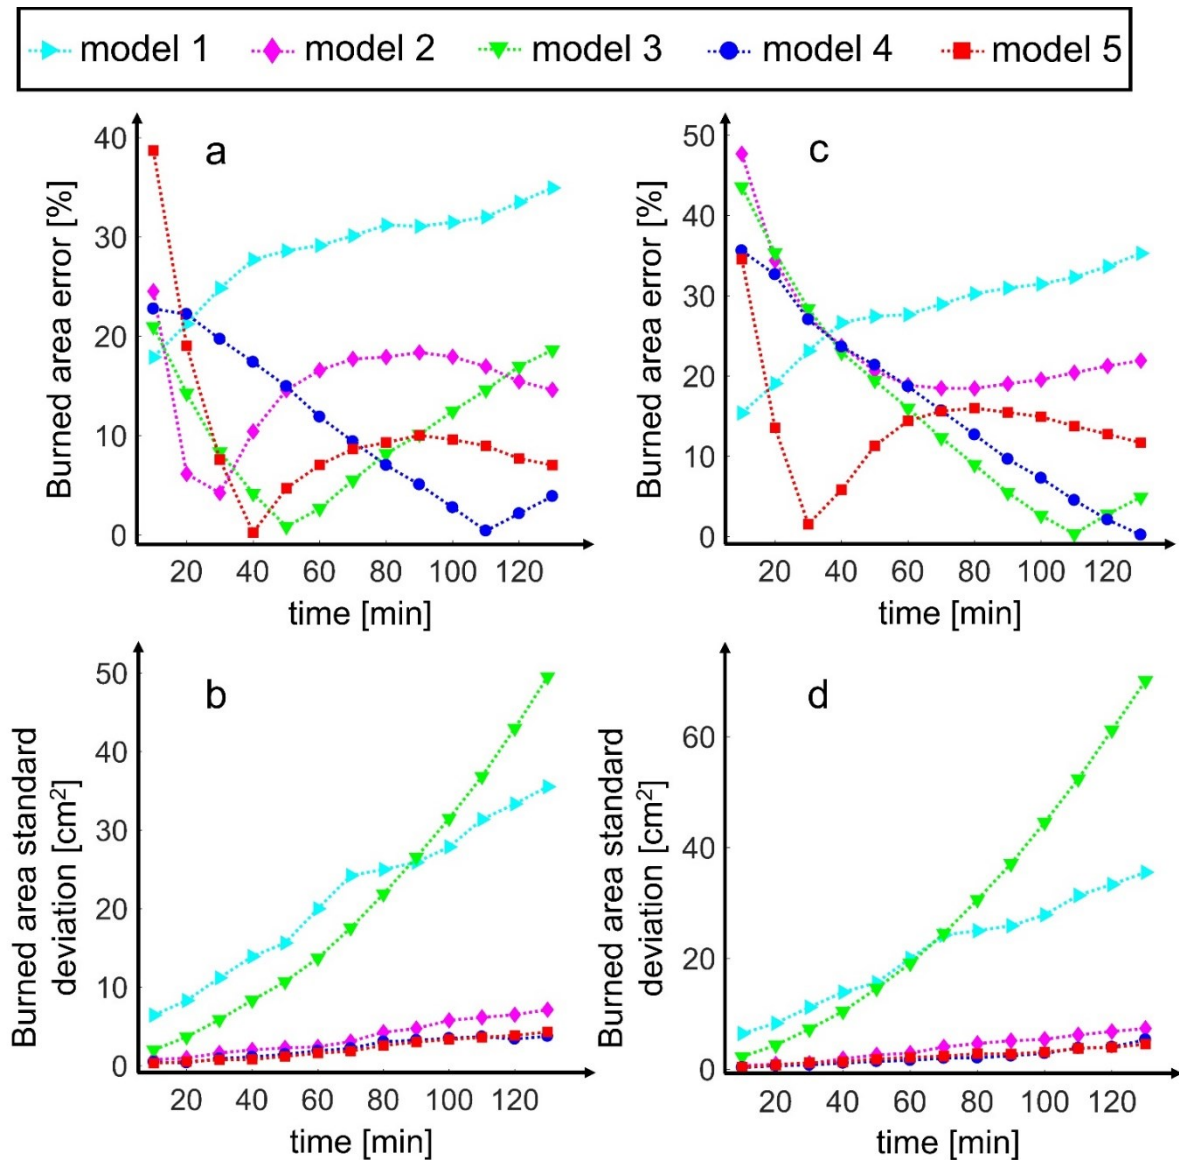 model 1 model 2 model 3 model 4 model 5
a
Burned area error [%]
40
30
20
10
0
20 40 60 80 100 120
time [min]
c
Burned area error [%]
50
40
30
20
10
0
20 40 60 80 100 120
time [min]
b
Burned area standard
deviation [cm²]
50
40
30
20
10
0
20 40 60 80 100 120
time [min]
d
Burned area standard
deviation [cm²]
60
40
20
0
20 40 60 80 100 120
time [min]